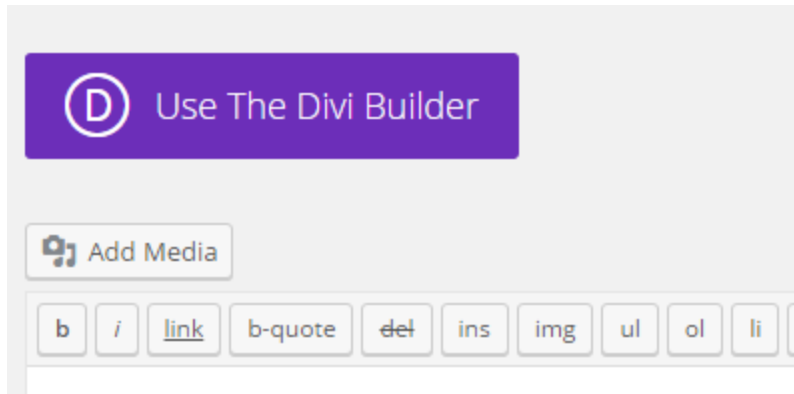 D Use The Divi Builder
Add Media
b i link b-quote del ins img ul ol li